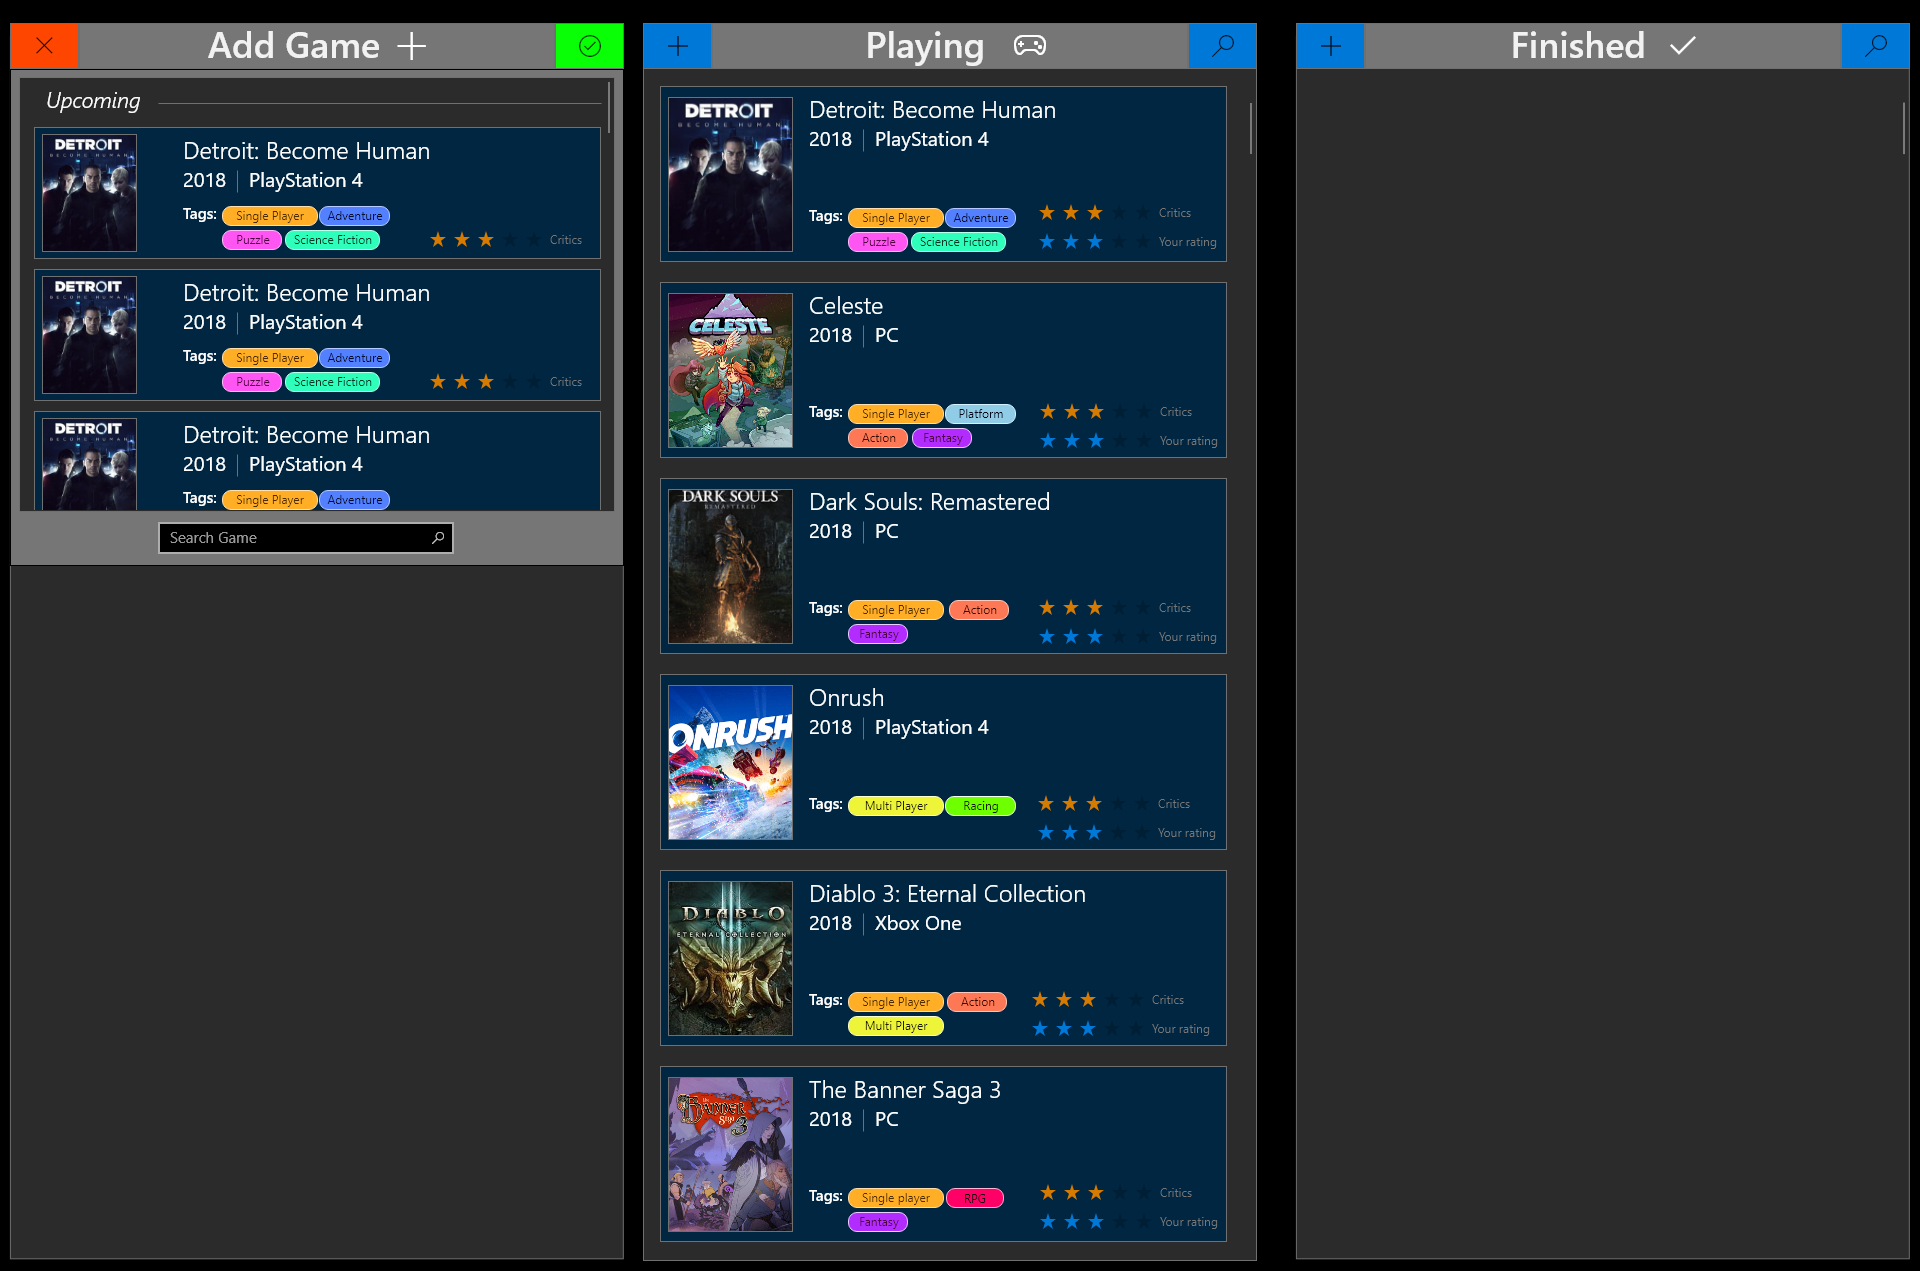 Add Game
Upcoming
DETROIT
BECOME HUMAN
Detroit: Become Human
2018 | PlayStation 4
Tags: Single Player Adventure
Puzzle Science Fiction Critics
DETROIT
BECOME HUMAN
Detroit: Become Human
2018 | PlayStation 4
Tags: Single Player Adventure
Puzzle Science Fiction Critics
DETROIT
BECOME HUMAN
Detroit: Become Human
2018 | PlayStation 4
Tags: Single Player Adventure
Search Game
Playing
DETROIT
BECOME HUMAN
Detroit: Become Human
2018 | PlayStation 4
Tags: Single Player Adventure Critics
Puzzle Science Fiction Your rating
CELESTE
Celeste
2018 | PC
Tags: Single Player Platform Critics
Action Fantasy Your rating
DARK SOULS
REMASTERED
Dark Souls: Remastered
2018 | PC
Tags: Single Player Action Critics
Fantasy Your rating
ONRUSH
Onrush
2018 | PlayStation 4
Tags: Multi Player Racing Critics
Your rating
DIABLO
ETERNAL COLLECTION
Diablo 3: Eternal Collection
2018 | Xbox One
Tags: Single Player Action Critics
Multi Player Your rating
the
BANNER
Saga
3
The Banner Saga 3
2018 | PC
Tags: Single player RPG Critics
Fantasy Your rating
Finished